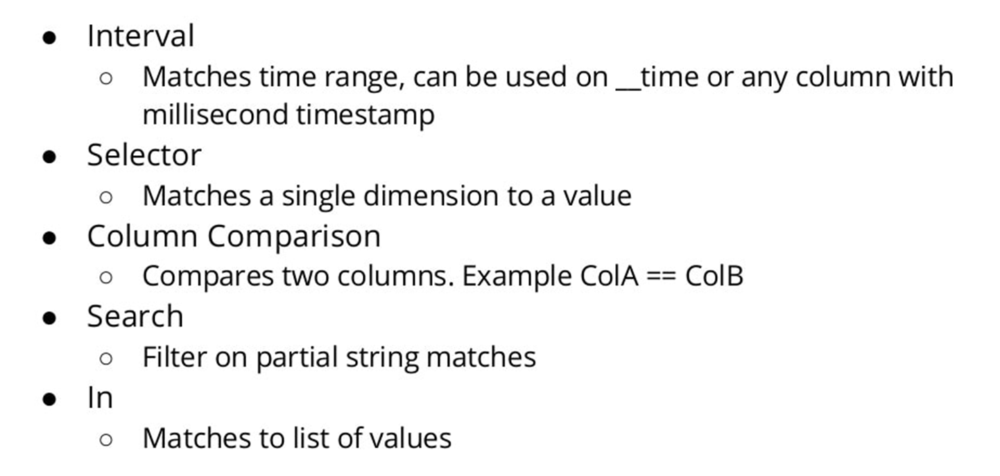 ● Interval
○ Matches time range, can be used on __time or any column with
millisecond timestamp
● Selector
○ Matches a single dimension to a value
● Column Comparison
○ Compares two columns. Example ColA == ColB
● Search
○ Filter on partial string matches
● In
○ Matches to list of values